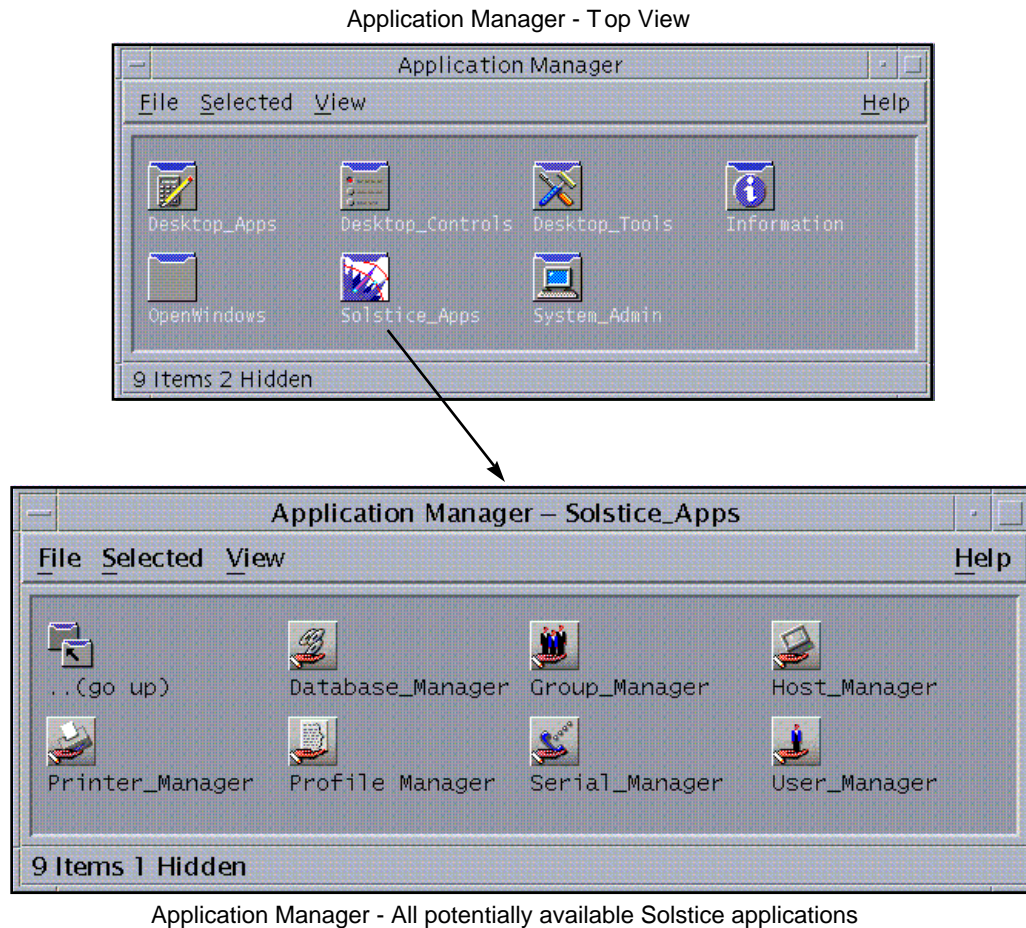 Application Manager - Top View
Application Manager
File Selected View Help
Desktop_Apps Desktop_Controls Desktop_Tools Information
OpenWindows Solstice_Apps System_Admin
9 Items 2 Hidden
Application Manager – Solstice_Apps
File Selected View Help
..(go up) Database_Manager Group_Manager Host_Manager
Printer_Manager Profile Manager Serial_Manager User_Manager
9 Items 1 Hidden
Application Manager - All potentially available Solstice applications